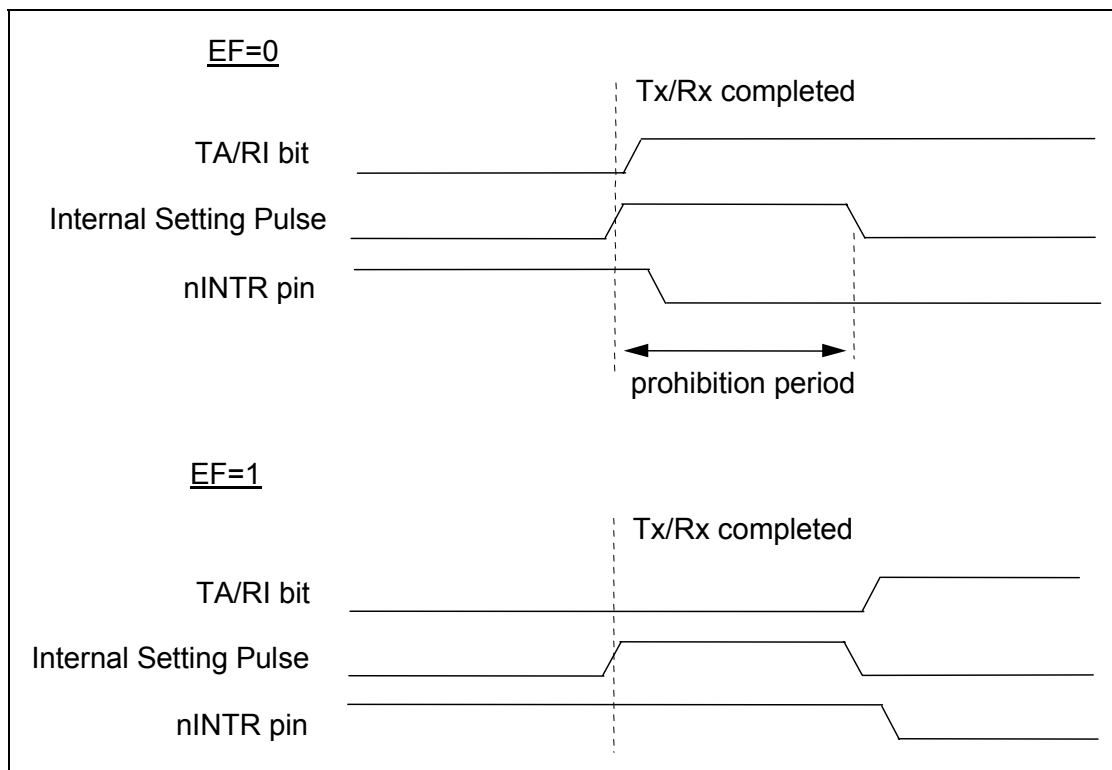 EF=0
Tx/Rx completed
TA/RI bit
Internal Setting Pulse
nINTR pin
prohibition period
EF=1
Tx/Rx completed
TA/RI bit
Internal Setting Pulse
nINTR pin